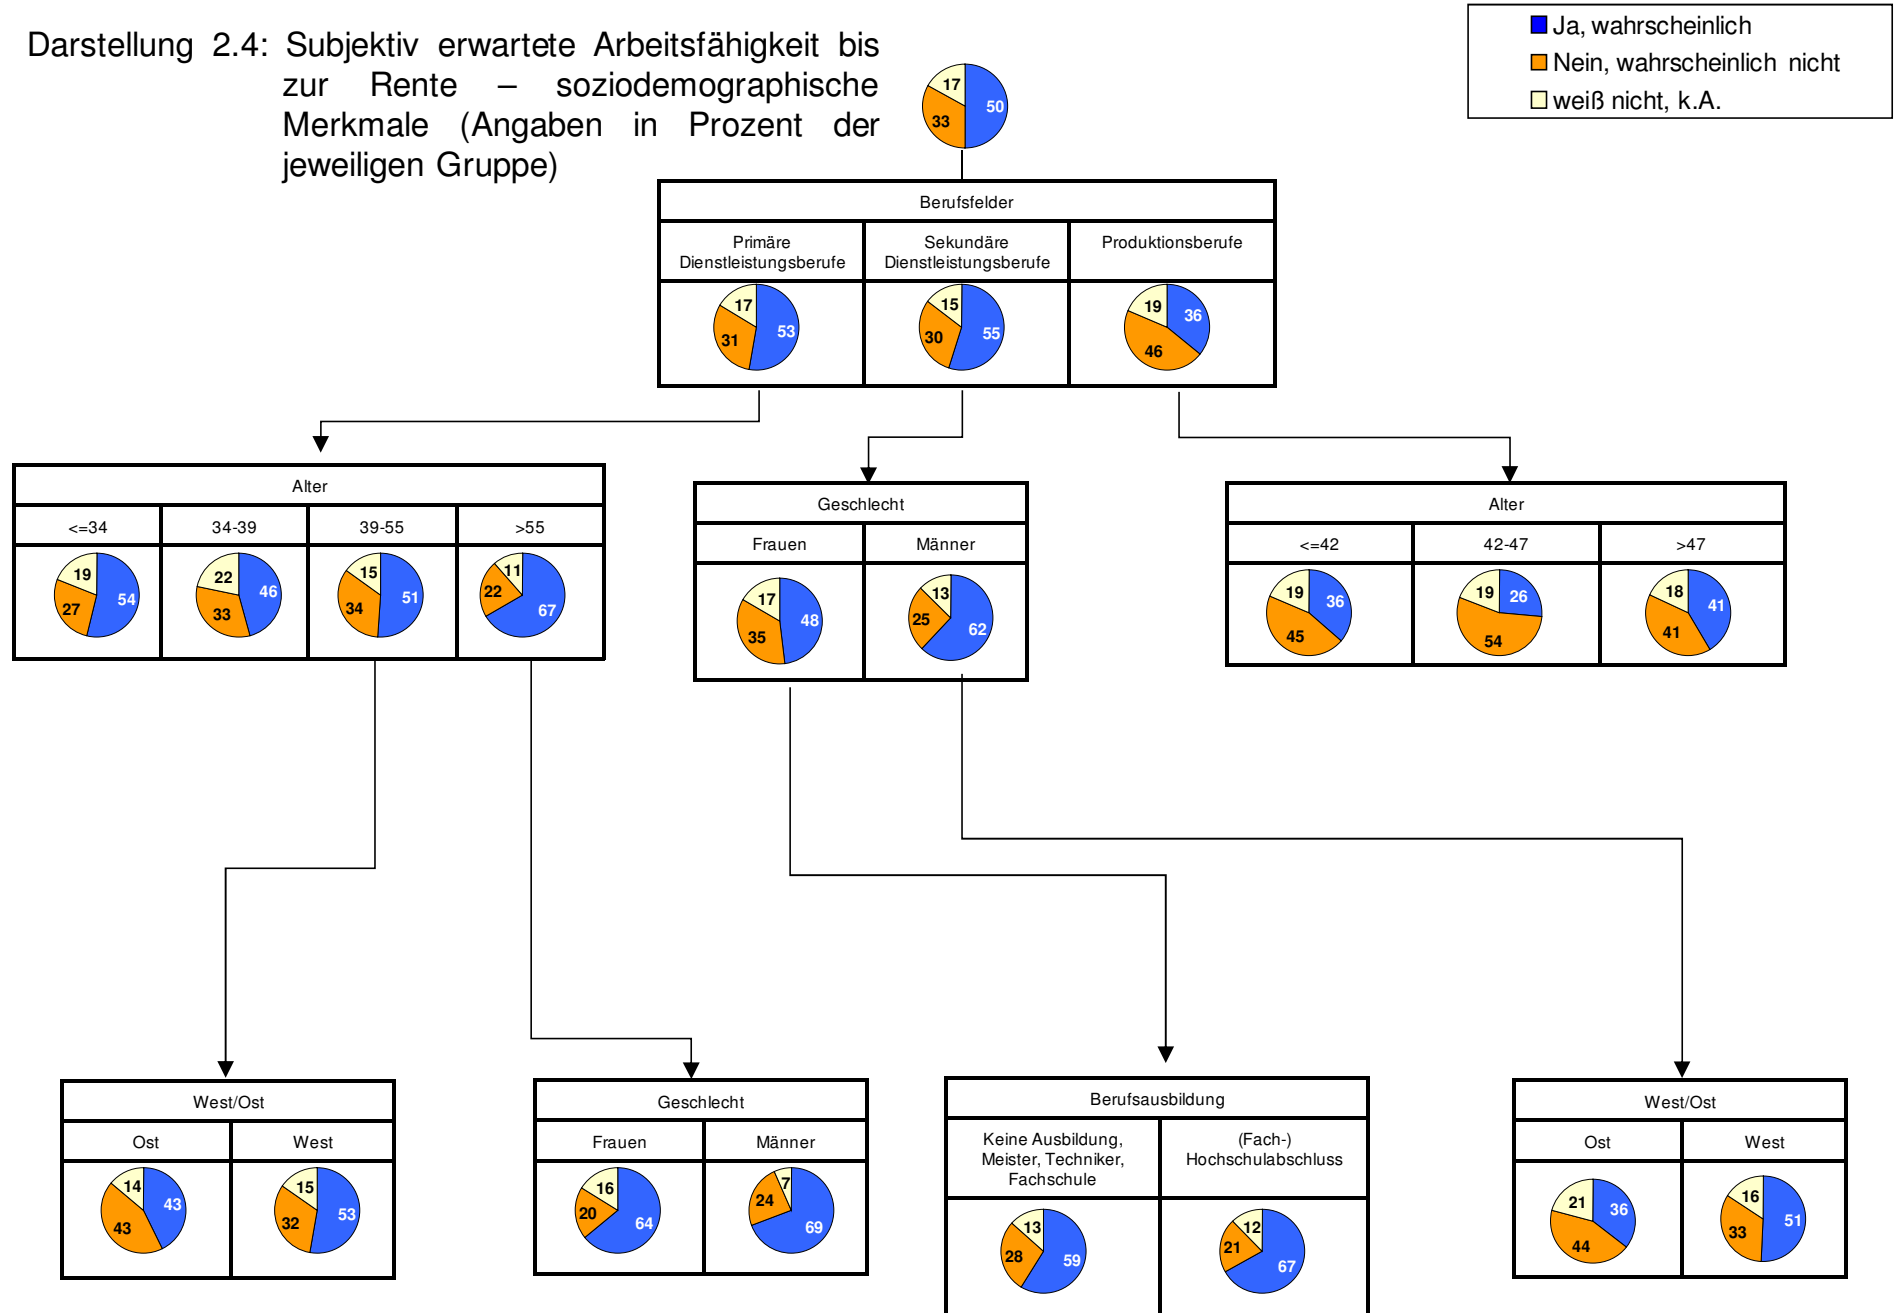 Darstellung 2.4: Subjektiv erwartete Arbeitsfähigkeit bis
zur Rente – soziodemographische
Merkmale (Angaben in Prozent der
jeweiligen Gruppe)
Ja, wahrscheinlich
Nein, wahrscheinlich nicht
weiß nicht, k.A.
17
50
33
Berufsfelder
Primäre
Dienstleistungsberufe
Sekundäre
Dienstleistungsberufe
Produktionsberufe
17
53
31
15
55
30
19
36
46
Alter
<=34
34-39
39-55
>55
19
54
27
22
46
33
15
51
34
11
67
22
Geschlecht
Frauen
Männer
17
48
35
13
62
25
Alter
<=42
42-47
>47
19
36
45
19
26
54
18
41
41
West/Ost
Ost
West
14
43
43
15
53
32
Geschlecht
Frauen
Männer
16
64
20
7
69
24
Berufsausbildung
Keine Ausbildung,
Meister, Techniker,
Fachschule
(Fach-)
Hochschulabschluss
13
59
28
12
67
21
West/Ost
Ost
West
21
36
44
16
51
33